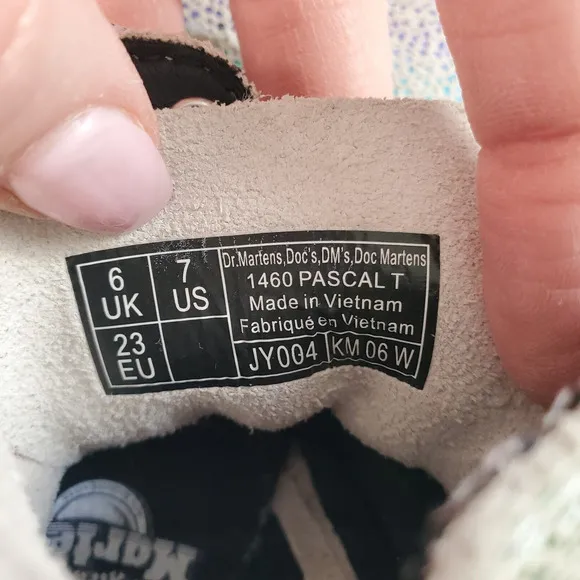 6 UK
7 US
23 EU
Dr.Martens,Doc's,DM's,Doc Martens
1460 PASCAL T
Made in Vietnam
Fabriqué en Vietnam
JY004 KM 06 W